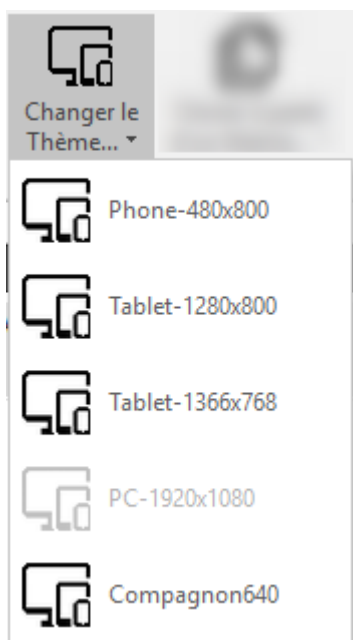 Changer le
Thème...
Phone-480x800
Tablet-1280x800
Tablet-1366x768
PC-1920x1080
Compagnon640